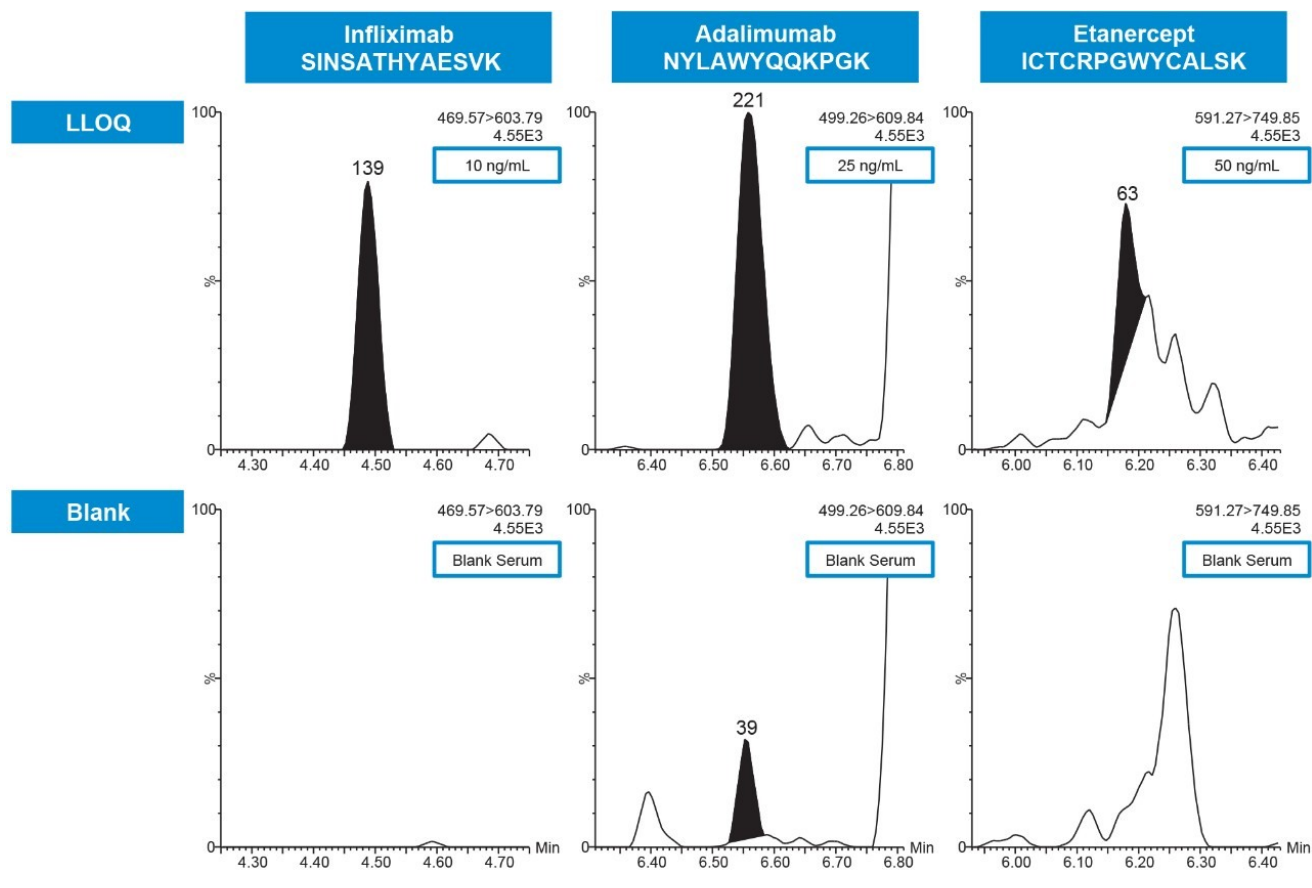 Infliximab
SINSATHYAESVK
Adalimumab
NYLAWYQQKPGK
Etanercept
ICTCRPGWYCALSK
LLOQ
100
139
469.57>603.79
4.55E3
10 ng/mL
%
0
4.30 4.40 4.50 4.60 4.70
100
221
499.26>609.84
4.55E3
25 ng/mL
%
0
6.40 6.50 6.60 6.70 6.80
100
63
591.27>749.85
4.55E3
50 ng/mL
%
0
6.00 6.10 6.20 6.30 6.40
Blank
100
469.57>603.79
4.55E3
Blank Serum
%
0
4.30 4.40 4.50 4.60 4.70 Min
100
39
499.26>609.84
4.55E3
Blank Serum
%
0
6.40 6.50 6.60 6.70 6.80 Min
100
591.27>749.85
4.55E3
Blank Serum
%
0
6.00 6.10 6.20 6.30 6.40 Min